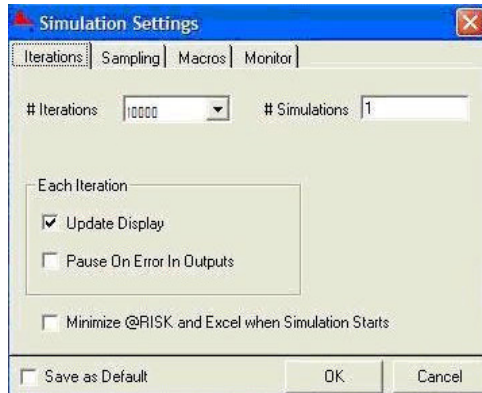 Simulation Settings
Iterations Sampling Macros Monitor
# Iterations 10000 # Simulations 1
Each Iteration
Update Display
Pause On Error In Outputs
Minimize @RISK and Excel when Simulation Starts
Save as Default OK Cancel